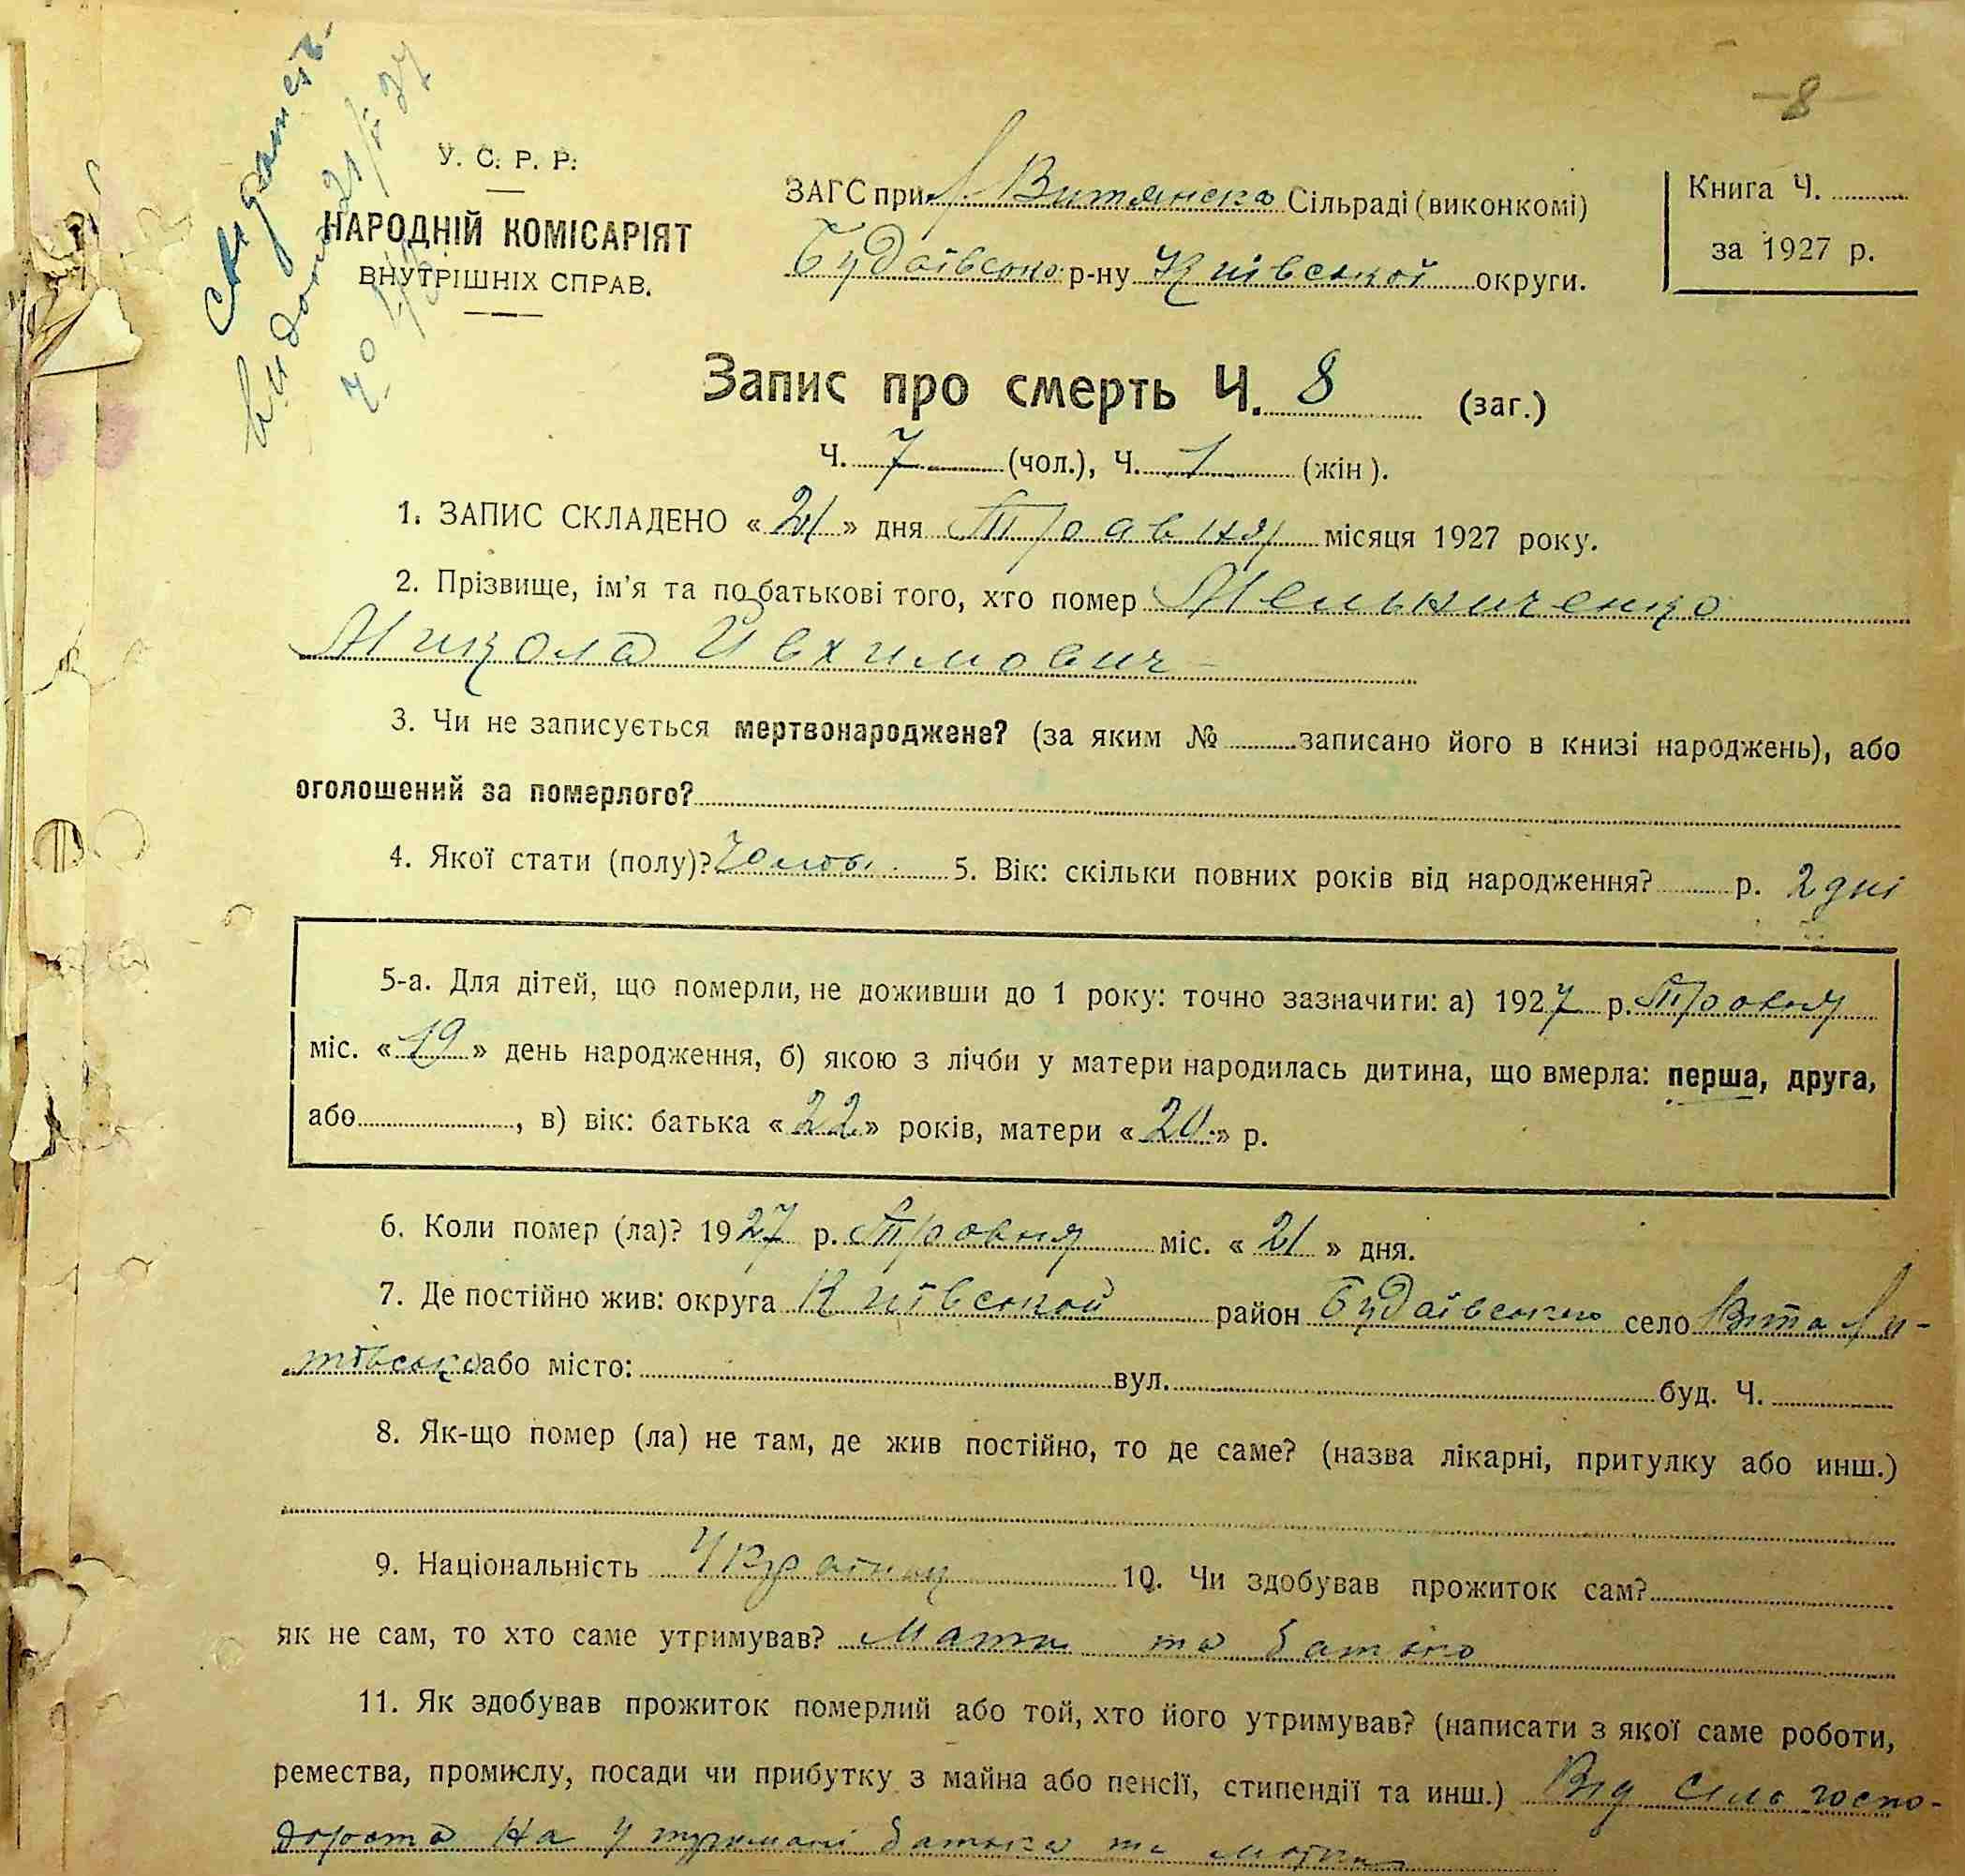 -8-
У. С. Р. Р.
НАРОДНІЙ КОМІСАРІЯТ
ВНУТРІШНІХ СПРАВ.
ЗАГС при Л. Витянська Сільраді (виконкомі)
Будаївськ. р-ну Київської округи.
Книга Ч.
за 1927 р.
Запис про смерть Ч. 8 (заг.)
Ч. 7 (чол.), Ч. 1 (жін).
1. ЗАПИС СКЛАДЕНО « 21 » дня Травня місяця 1927 року.
2. Прізвище, ім'я та по батькові того, хто помер Мельниченко
Микола Йвхимович
3. Чи не записується мертвонароджене? (за яким № записано його в книзі народжень), або
оголошений за померлого?
4. Якої стати (полу)? Чолов. 5. Вік: скільки повних років від народження? р. 2 дні
5-а. Для дітей, що померли, не доживши до 1 року: точно зазначити: а) 1927 р. Травня
міс. « 19 » день народження, б) якою з лічби у матери народилась дитина, що вмерла: перша, друга,
або , в) вік: батька « 22 » років, матери « 20 » р.
6. Коли помер (ла)? 1927 р. Травня міс. « 21 » дня.
7. Де постійно жив: округа Київської район Будаївського село Вита Ли-
товська або місто: вул. буд. Ч.
8. Як-що помер (ла) не там, де жив постійно, то де саме? (назва лікарні, притулку або инш.)
9. Національність 10. Чи здобував прожиток сам?
як не сам, то хто саме утримував? Мати та батько
11. Як здобував прожиток померлий або той, хто його утримував? (написати з якої саме роботи,
ремества, промислу, посади чи прибутку з майна або пенсії, стипендії та инш.) Від сіль госпо-
дарства на утримані батька та матки